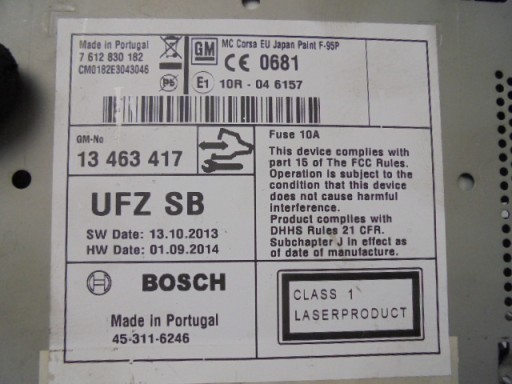 Made in Portugal
7 612 830 182
CM0182E3043046
GM
MC Corsa EU Japan Paint F-95P
CE 0681
E1 10R - 04 6157
GM-No
13 463 417
UFZ SB
SW Date: 13.10.2013
HW Date: 01.09.2014
Fuse 10A
This device complies with
part 15 of The FCC Rules.
Operation is subject to the
condition that this device
does not cause harmful
interference.
Product complies with
DHHS Rules 21 CFR.
Subchapter J in effect as
of date of manufacture.
BOSCH
Made in Portugal
45-311-6246
CLASS 1
LASERPRODUCT